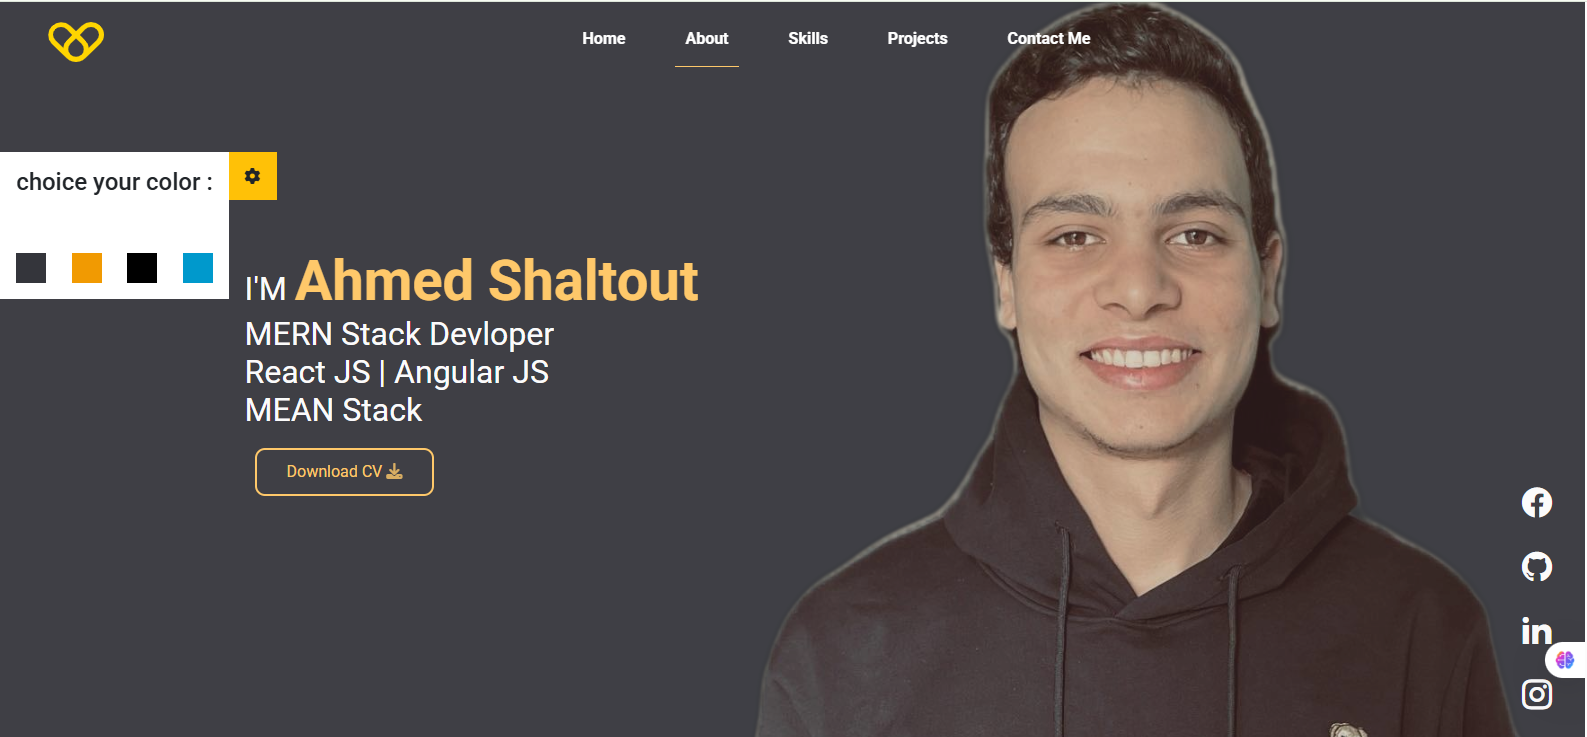 Home About Skills Projects Contact Me
choice your color :
I'M Ahmed Shaltout
MERN Stack Devloper
React JS | Angular JS
MEAN Stack
Download CV